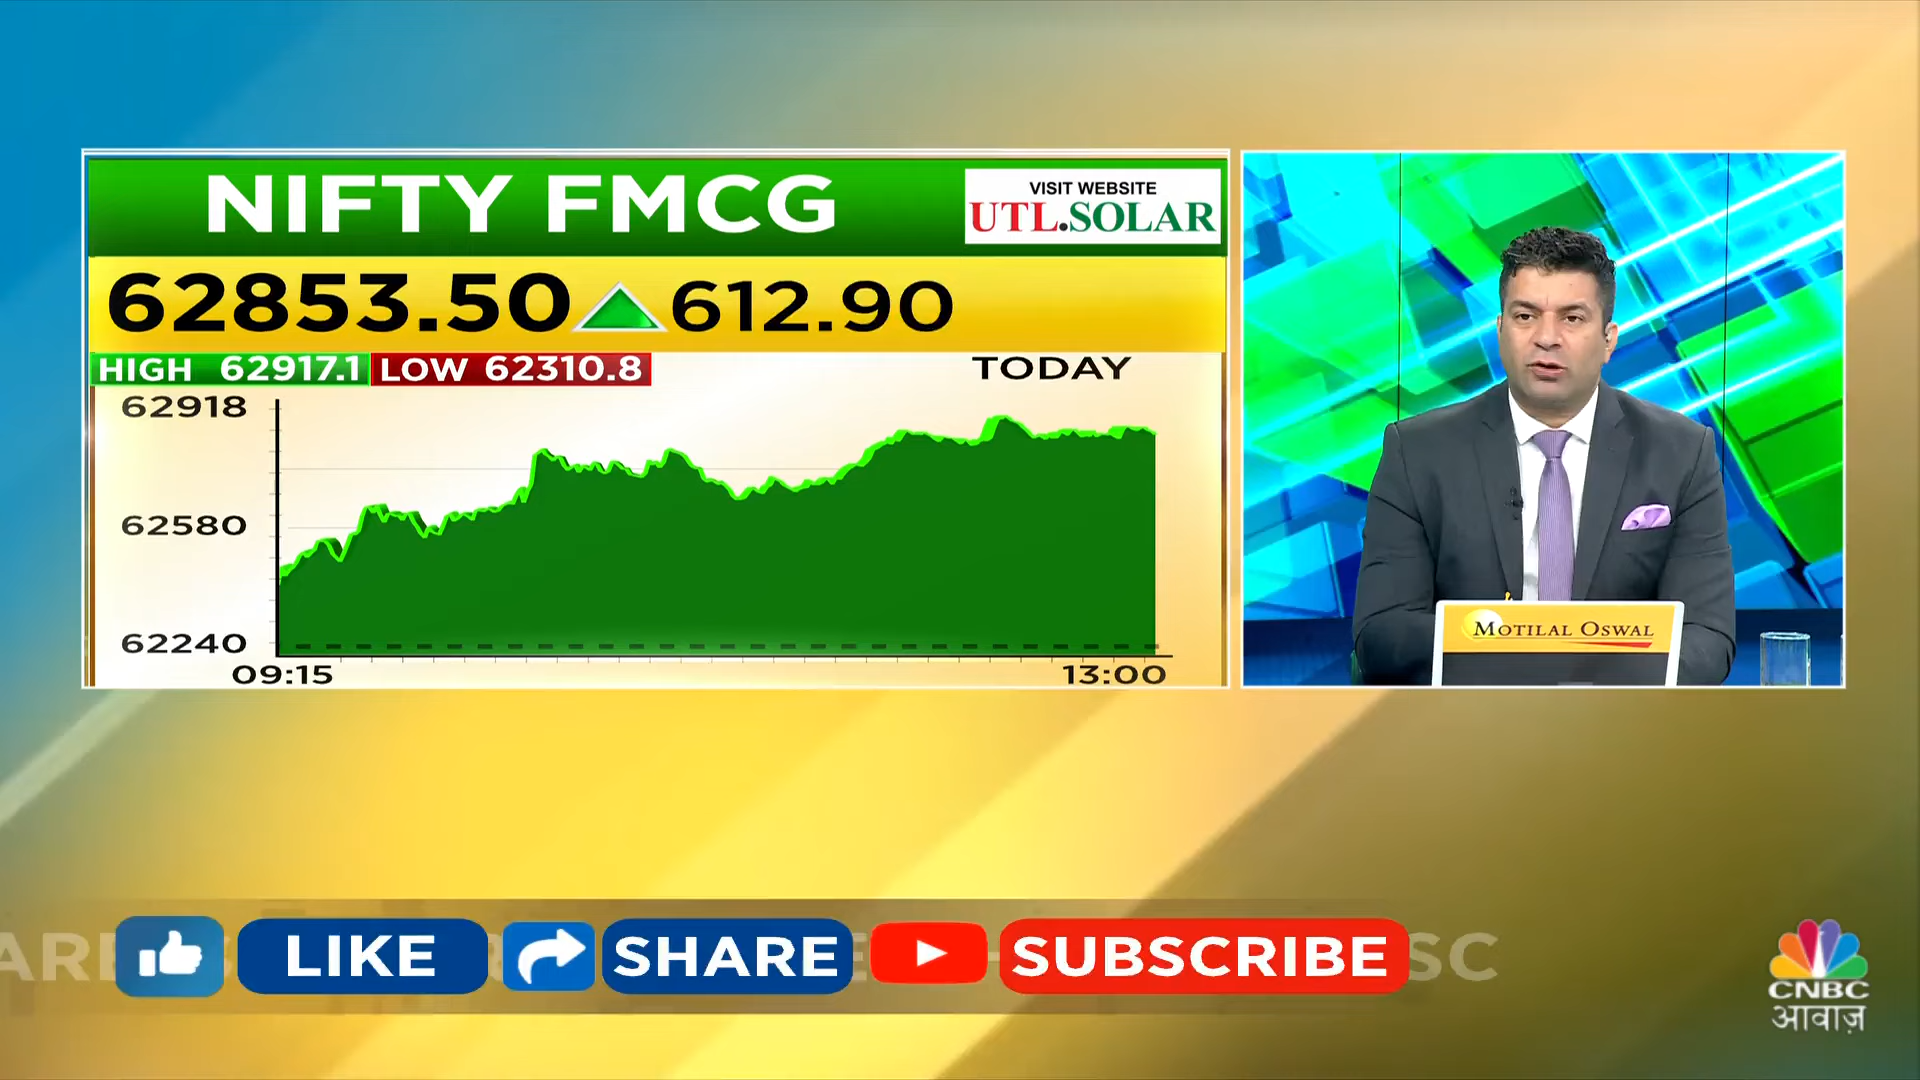 NIFTY FMCG
VISIT WEBSITE
UTL.SOLAR
62853.50 612.90
HIGH 62917.1 LOW 62310.8
TODAY
62918
62580
62240
09:15
13:00
MOTILAL OSWAL
LIKE
SHARE
SUBSCRIBE
CNBC
आवाज़